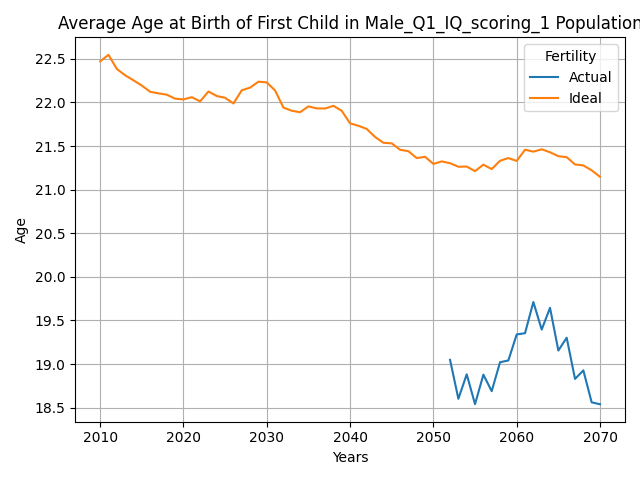 Average Age at Birth of First Child in Male_Q1_IQ_scoring_1 Population
Fertility
Actual
Ideal
22.5
22.0
21.5
21.0
20.5
20.0
19.5
19.0
18.5
Age
2010
2020
2030
2040
2050
2060
2070
Years